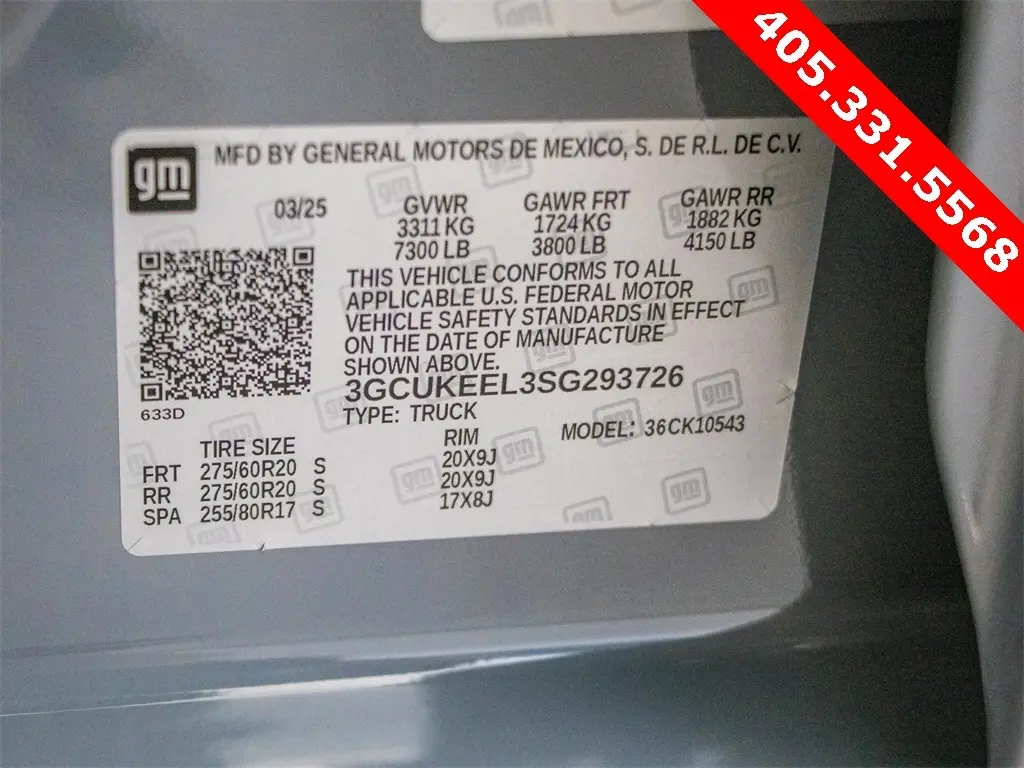 405.331.5568
gm
MFD BY GENERAL MOTORS DE MEXICO, S. DE R.L. DE C.V.
03/25 GVWR GAWR FRT GAWR RR
3311 KG 1724 KG 1882 KG
7300 LB 3800 LB 4150 LB
THIS VEHICLE CONFORMS TO ALL
APPLICABLE U.S. FEDERAL MOTOR
VEHICLE SAFETY STANDARDS IN EFFECT
ON THE DATE OF MANUFACTURE
SHOWN ABOVE.
3GCUKEEL3SG293726
633D
TYPE: TRUCK MODEL: 36CK10543
TIRE SIZE RIM
FRT 275/60R20 S 20X9J
RR 275/60R20 S 20X9J
SPA 255/80R17 S 17X8J